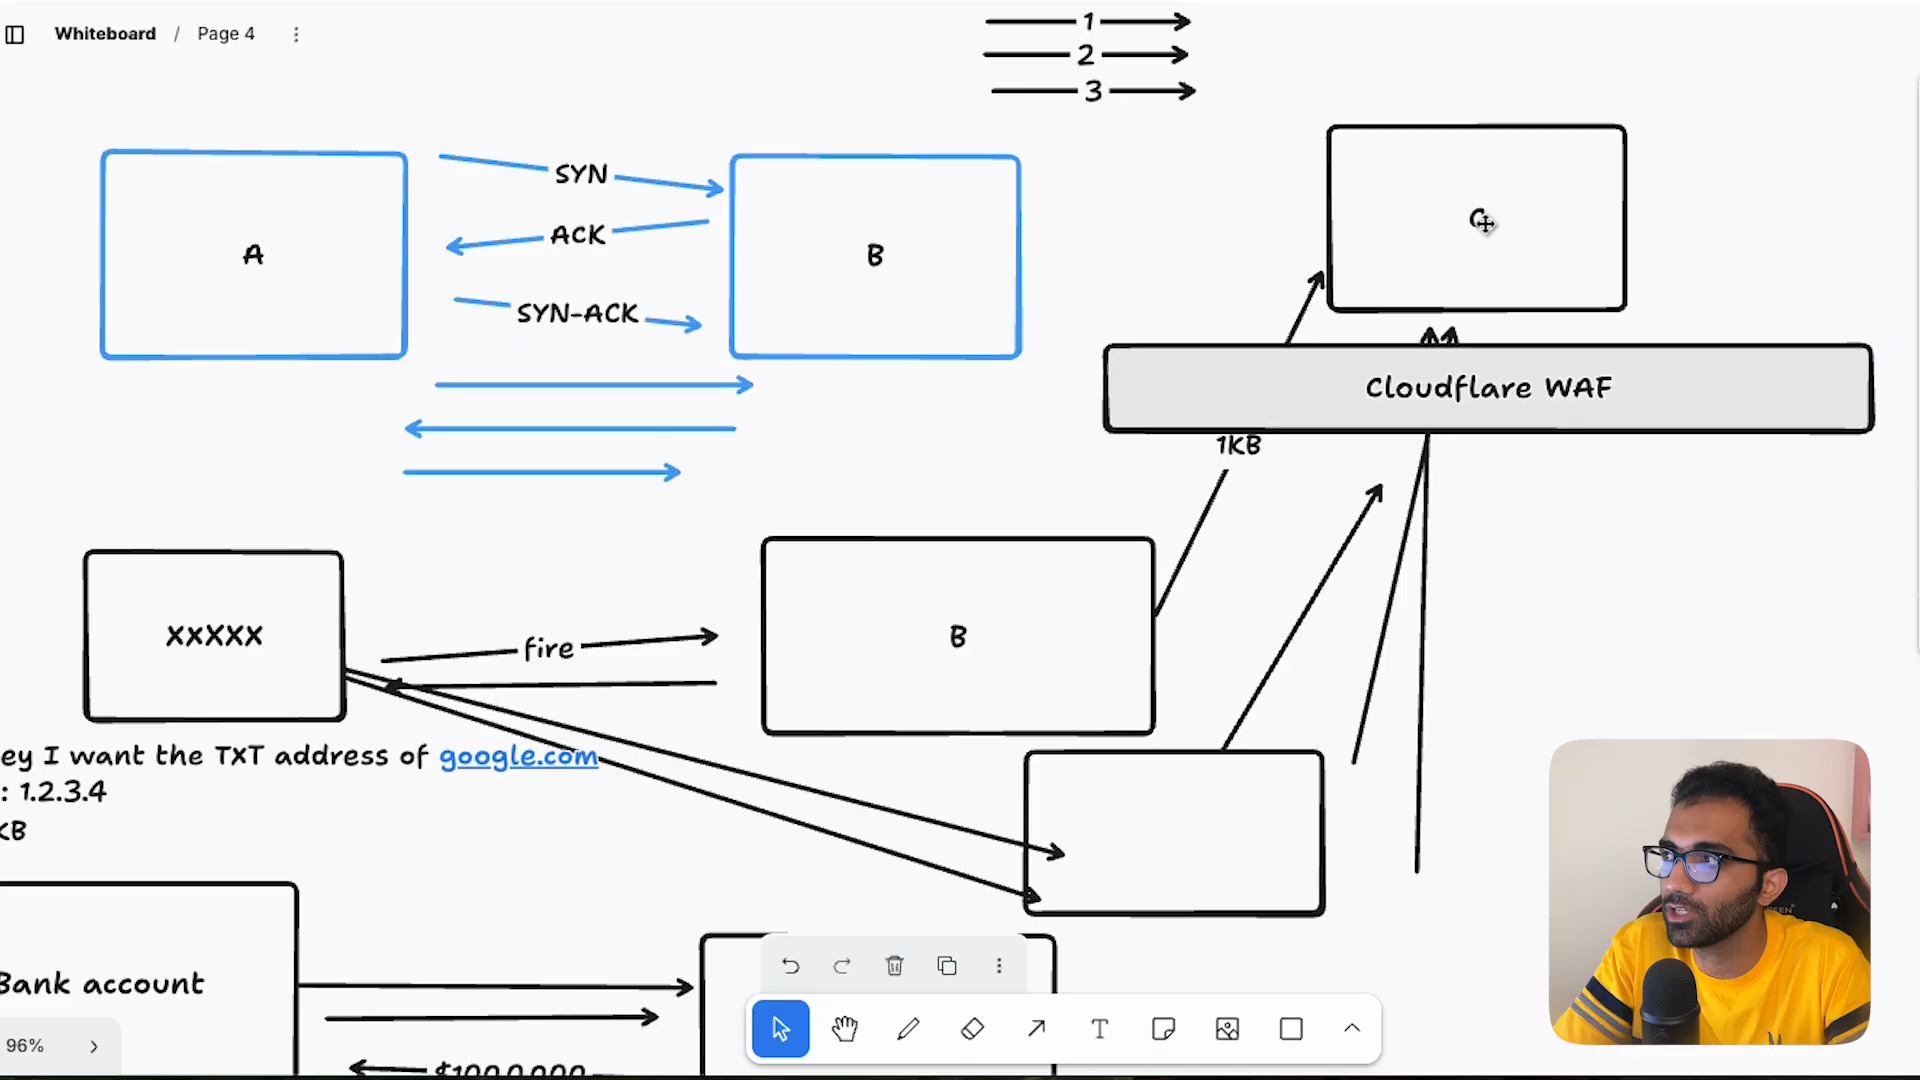 Whiteboard / Page 4
1
2
3
A
SYN
ACK
SYN-ACK
B
Cloudflare WAF
1KB
XXXXX
fire
B
ey I want the TXT address of google.com
: 1.2.3.4
KB
Bank account
$1000,000
96%
T